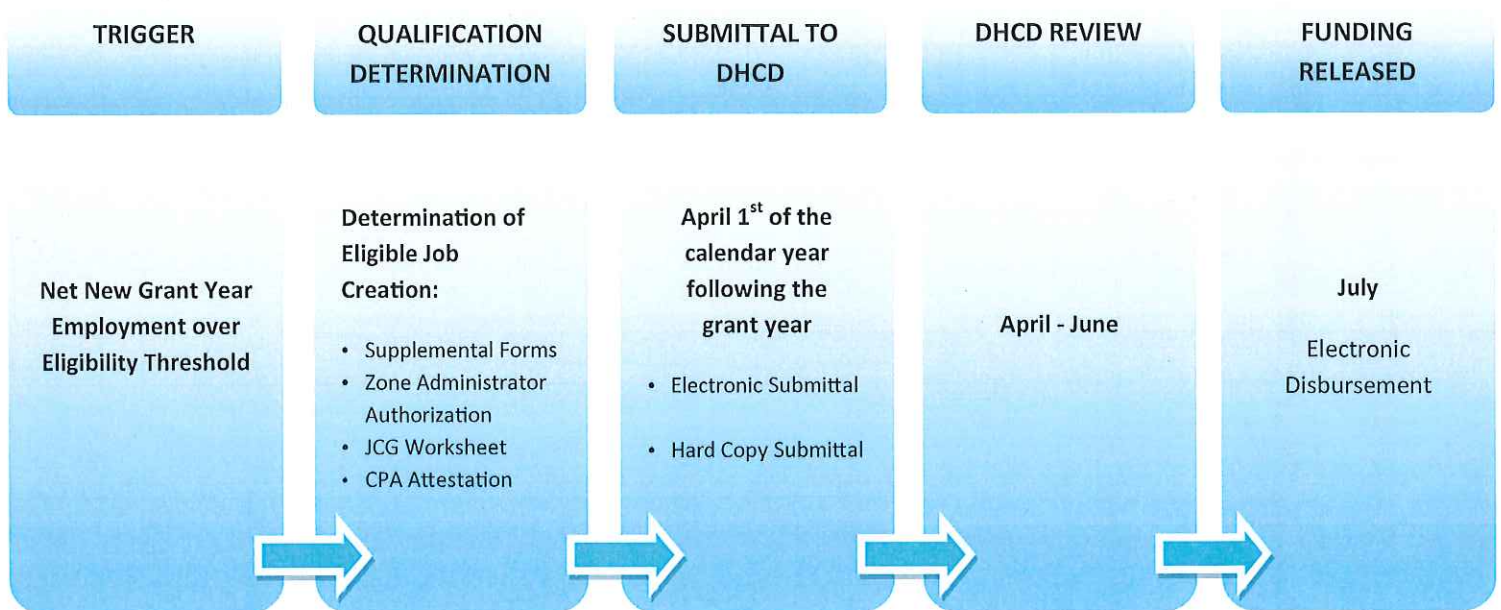 TRIGGER
QUALIFICATION
DETERMINATION
SUBMITTAL TO
DHCD
DHCD REVIEW
FUNDING
RELEASED
Net New Grant Year
Employment over
Eligibility Threshold
Determination of
Eligible Job
Creation:
• Supplemental Forms
• Zone Administrator
Authorization
• JCG Worksheet
• CPA Attestation
April 1st of the
calendar year
following the
grant year
• Electronic Submittal
• Hard Copy Submittal
April - June
July
Electronic
Disbursement